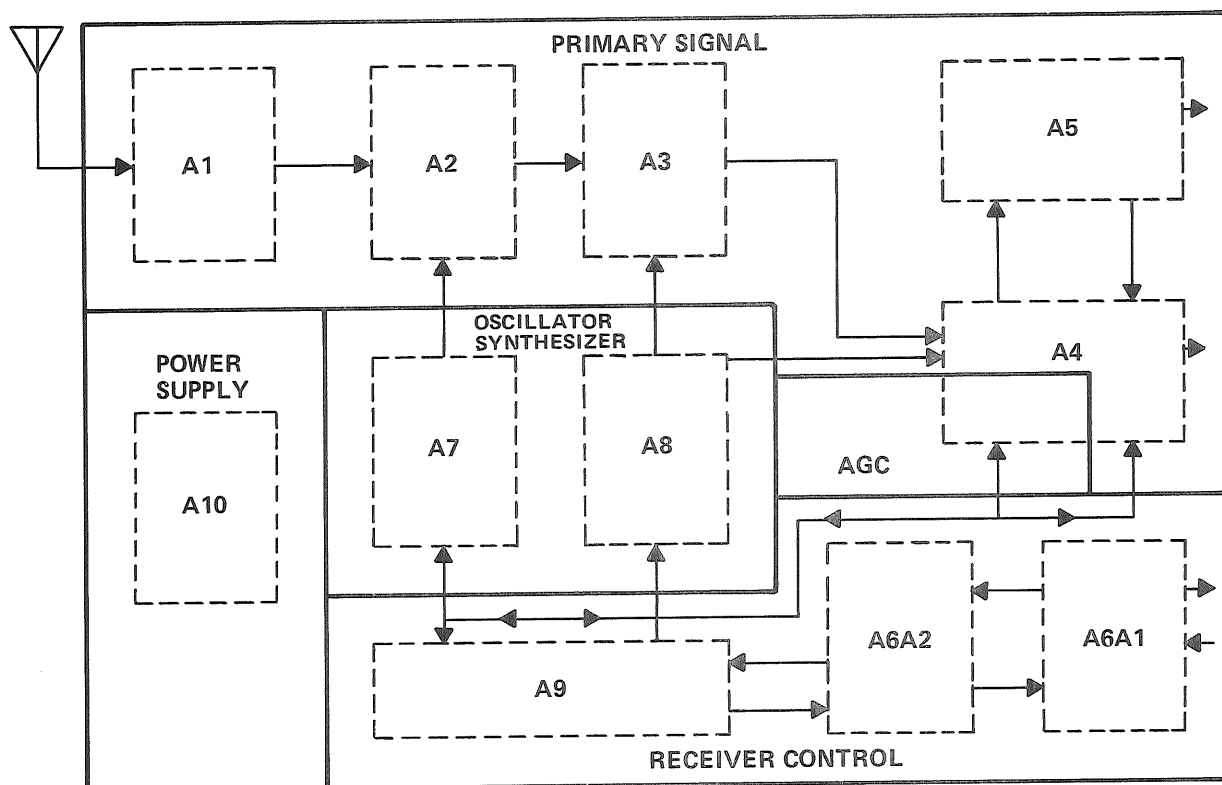 PRIMARY SIGNAL
A1
A2
A3
A5
OSCILLATOR
SYNTHESIZER
A4
POWER
SUPPLY
A7
A8
AGC
A10
A6A2
A6A1
A9
RECEIVER CONTROL